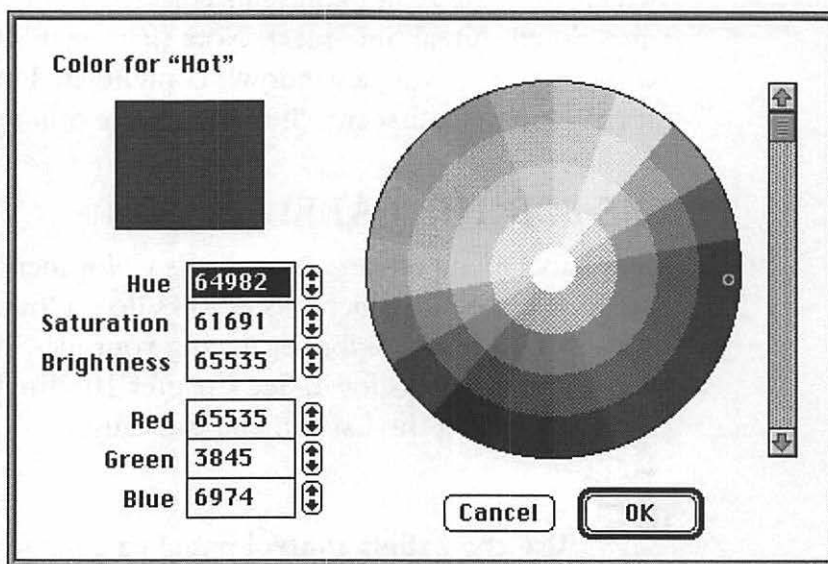 Color for “Hot”
Hue 64982
Saturation 61691
Brightness 65535
Red 65535
Green 3845
Blue 6974
Cancel OK